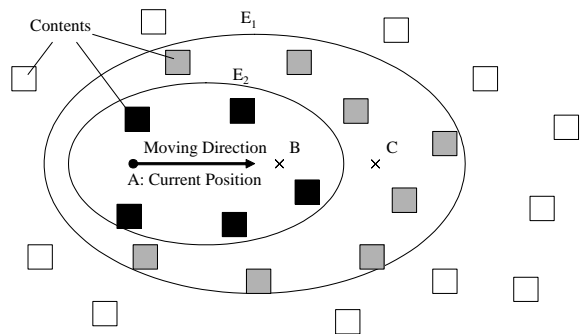 E1
Contents
E2
Moving Direction
B
C
A: Current Position